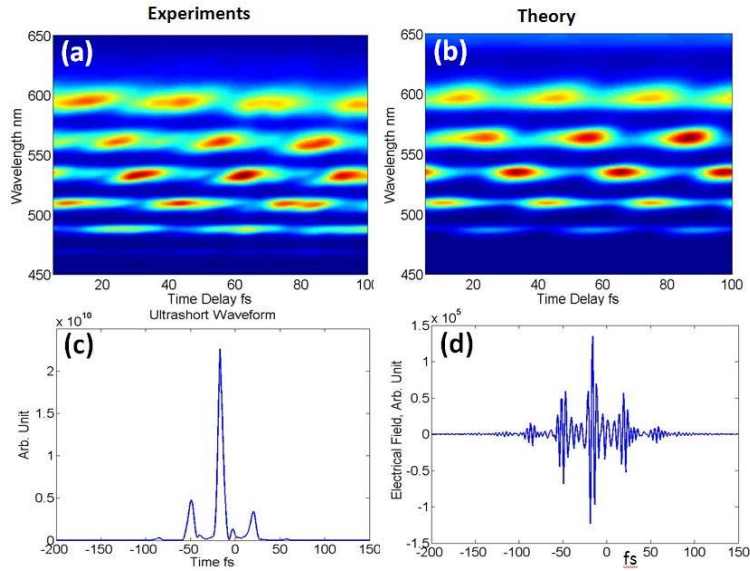 Experiments
Theory
(a)
650
600
550
500
450
Wavelength nm
20
40
60
80
100
Time Delay fs
(b)
650
600
550
500
450
Wavelength nm
20
40
60
80
100
Time Delay fs
Ultrashort Waveform
x 10^10
(c)
2
1.5
1
0.5
0
Arb. Unit
-200
-150
-100
-50
0
50
100
150
Time fs
x 10^5
(d)
1.5
1
0.5
0
-0.5
-1
-1.5
Electrical Field, Arb. Unit
-200
-150
-100
-50
0
50
100
150
fs